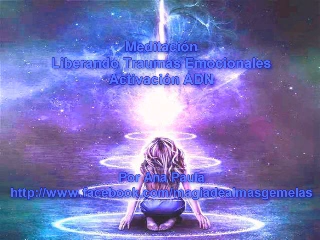 Meditación
Liberando Traumas Emocionales
Activación ADN
Por Ana Paula
http://www.facebook.com/magiadealmasgemelas